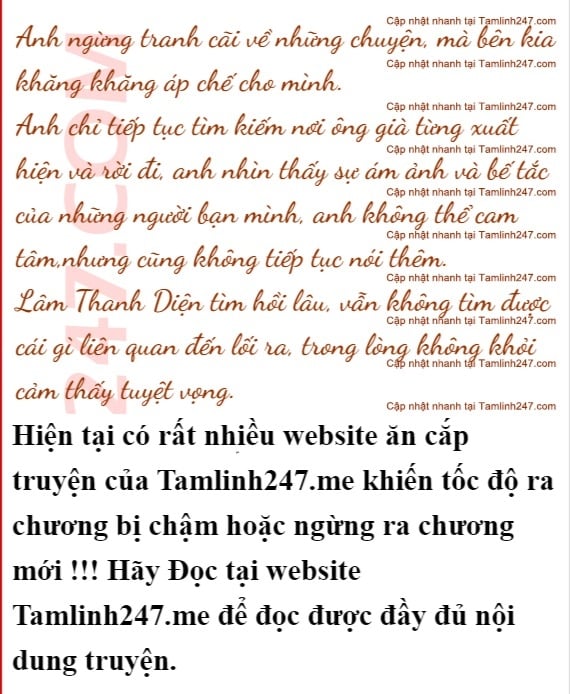 Cập nhật nhanh tại Tamlinh247.com
Anh ngừng tranh cãi về những chuyện, mà bên kia
Cập nhật nhanh tại Tamlinh247.com
khăng khăng áp chế cho mình.
Cập nhật nhanh tại Tamlinh247.com
Anh chỉ tiếp tục tìm kiếm nơi ông già từng xuất
Cập nhật nhanh tại Tamlinh247.com
hiện và rời đi, anh nhìn thấy sự ám ảnh và bế tắc
Cập nhật nhanh tại Tamlinh247.com
của những người bạn mình, anh không thể cam
Cập nhật nhanh tại Tamlinh247.com
tâm,nhưng cũng không tiếp tục nói thêm.
Cập nhật nhanh tại Tamlinh247.com
Lâm Thanh Diện tìm hồi lâu, vẫn không tìm được
Cập nhật nhanh tại Tamlinh247.com
cái gì liên quan đến lối ra, trong lòng không khỏi
Cập nhật nhanh tại Tamlinh247.com
cảm thấy tuyệt vọng.
Cập nhật nhanh tại Tamlinh247.com
247.COM
Hiện tại có rất nhiều website ăn cắp
truyện của Tamlinh247.me khiến tốc độ ra
chương bị chậm hoặc ngừng ra chương
mới !!! Hãy Đọc tại website
Tamlinh247.me để đọc được đầy đủ nội
dung truyện.